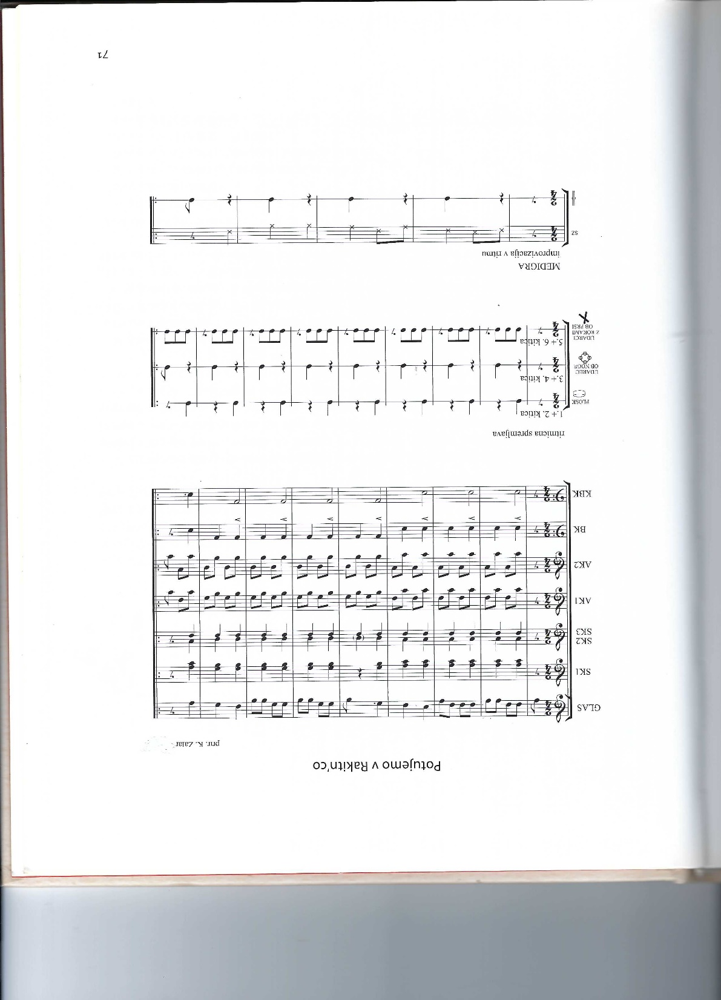 Potujemo v Rakitn'co
prir. K. Zalar
GLAS
SK1
SK2
SK3
AK1
AK2
BK
KBK
ritmična spremljava
1.+ 2. kitica
PLOSK
3.+ 4. kitica
UDAREC
OB NOGE
5.+ 6. kitica
UDARCI
Z ROKAMI
OB PRSI
MEDIGRA
improvizacija v ritmu
SZ
71